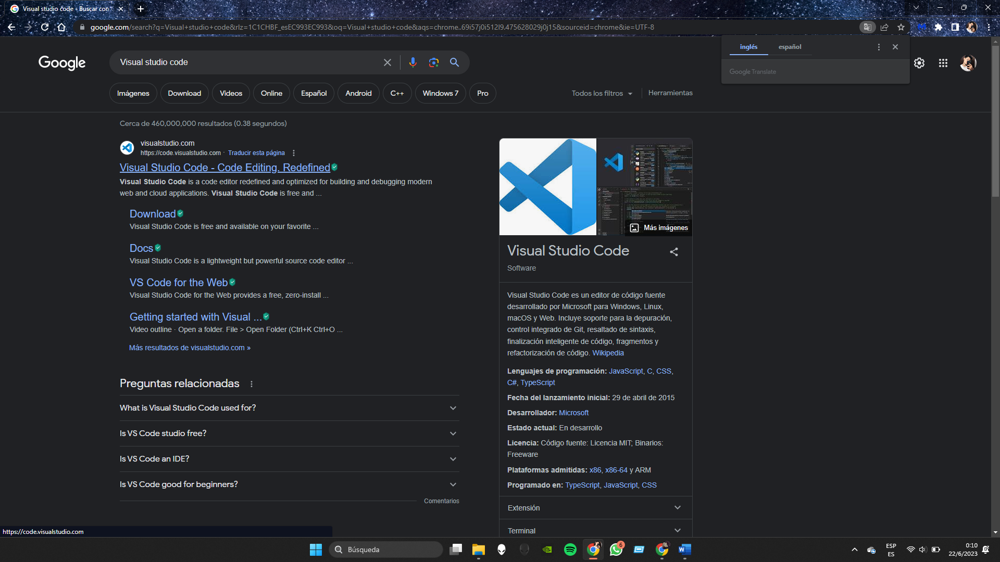 Visual studio code - Buscar con
google.com/search?q=Visual+studio+code&rlz=1C1CHBF_esEC993EC993&oq=Visual+studio+code&aqs=chrome..69i57j0i512l9.475628029j0j15&sourceid=chrome&ie=UTF-8
inglés español
Google Translate
Google
Visual studio code
Imágenes Download Videos Online Español Android C++ Windows 7 Pro
Todos los filtros Herramientas
Cerca de 460,000,000 resultados (0.38 segundos)
visualstudio.com
https://code.visualstudio.com · Traducir esta página
Visual Studio Code - Code Editing. Redefined
Visual Studio Code is a code editor redefined and optimized for building and debugging modern
web and cloud applications. Visual Studio Code is free and ...
Download
Visual Studio Code is free and available on your favorite ...
Docs
Visual Studio Code is a lightweight but powerful source code editor ...
VS Code for the Web
Visual Studio Code for the Web provides a free, zero-install ...
Getting started with Visual ...
Video outline · Open a folder. File > Open Folder (Ctrl+K Ctrl+O ...
Más resultados de visualstudio.com »
Preguntas relacionadas
What is Visual Studio Code used for?
Is VS Code studio free?
Is VS Code an IDE?
Is VS Code good for beginners?
Comentarios
Más imágenes
Visual Studio Code
Software
Visual Studio Code es un editor de código fuente
desarrollado por Microsoft para Windows, Linux,
macOS y Web. Incluye soporte para la depuración,
control integrado de Git, resaltado de sintaxis,
finalización inteligente de código, fragmentos y
refactorización de código. Wikipedia
Lenguajes de programación: JavaScript, C, CSS,
C#, TypeScript
Fecha del lanzamiento inicial: 29 de abril de 2015
Desarrollador: Microsoft
Estado actual: En desarrollo
Licencia: Código fuente: Licencia MIT; Binarios:
Freeware
Plataformas admitidas: x86, x86-64 y ARM
Programado en: TypeScript, JavaScript, CSS
Extensión
Terminal
https://code.visualstudio.com
Búsqueda
6
ESP
ES
0:10
22/6/2023